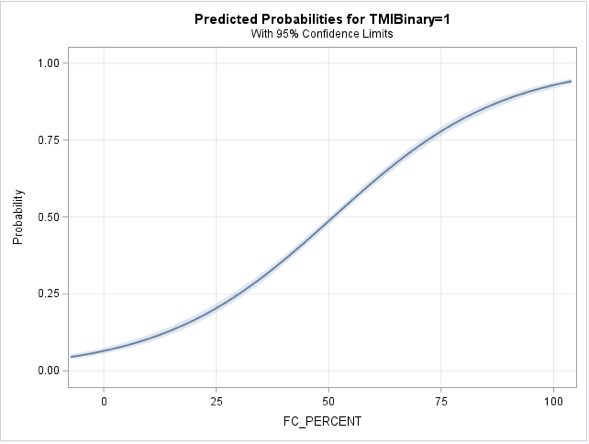 Predicted Probabilities for TMIBinary=1
With 95% Confidence Limits
1.00
0.75
Probability
0.50
0.25
0.00
0 25 50 75 100
FC_PERCENT